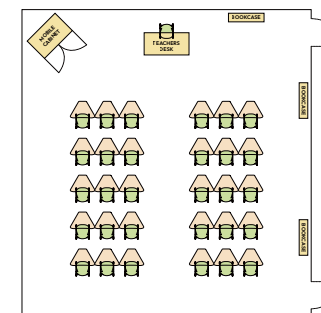 MOBILE
CABINET
TEACHERS
DESK
BOOKCASE
BOOKCASE
BOOKCASE